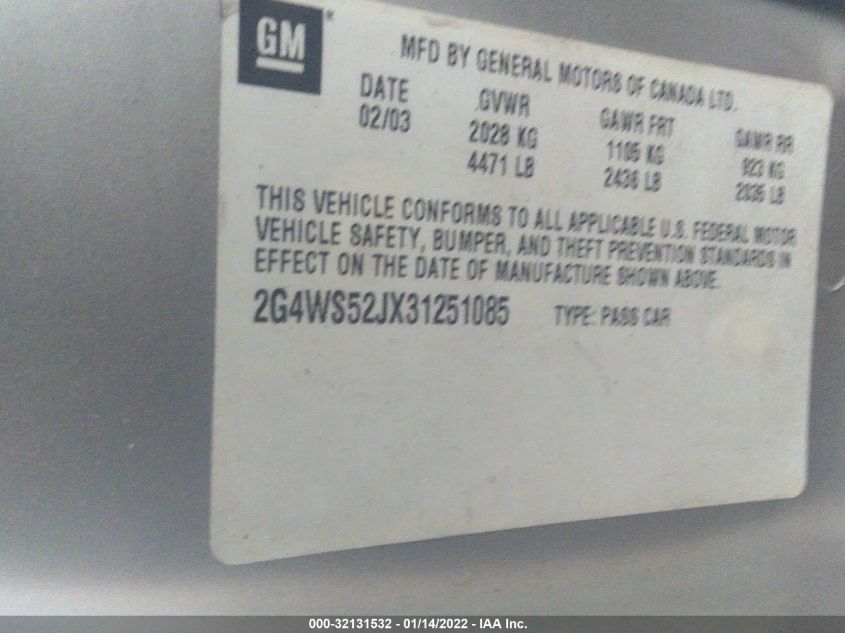 GM
MFD BY GENERAL MOTORS OF CANADA LTD.
DATE GVWR GAWR FRT GAWR RR
02/03 2028 KG 1105 KG 923 KG
4471 LB 2436 LB 2035 LB
THIS VEHICLE CONFORMS TO ALL APPLICABLE U.S. FEDERAL MOTOR
VEHICLE SAFETY, BUMPER, AND THEFT PREVENTION STANDARDS IN
EFFECT ON THE DATE OF MANUFACTURE SHOWN ABOVE.
2G4WS52JX31251085 TYPE: PASS CAR
000-32131532 - 01/14/2022 - IAA Inc.